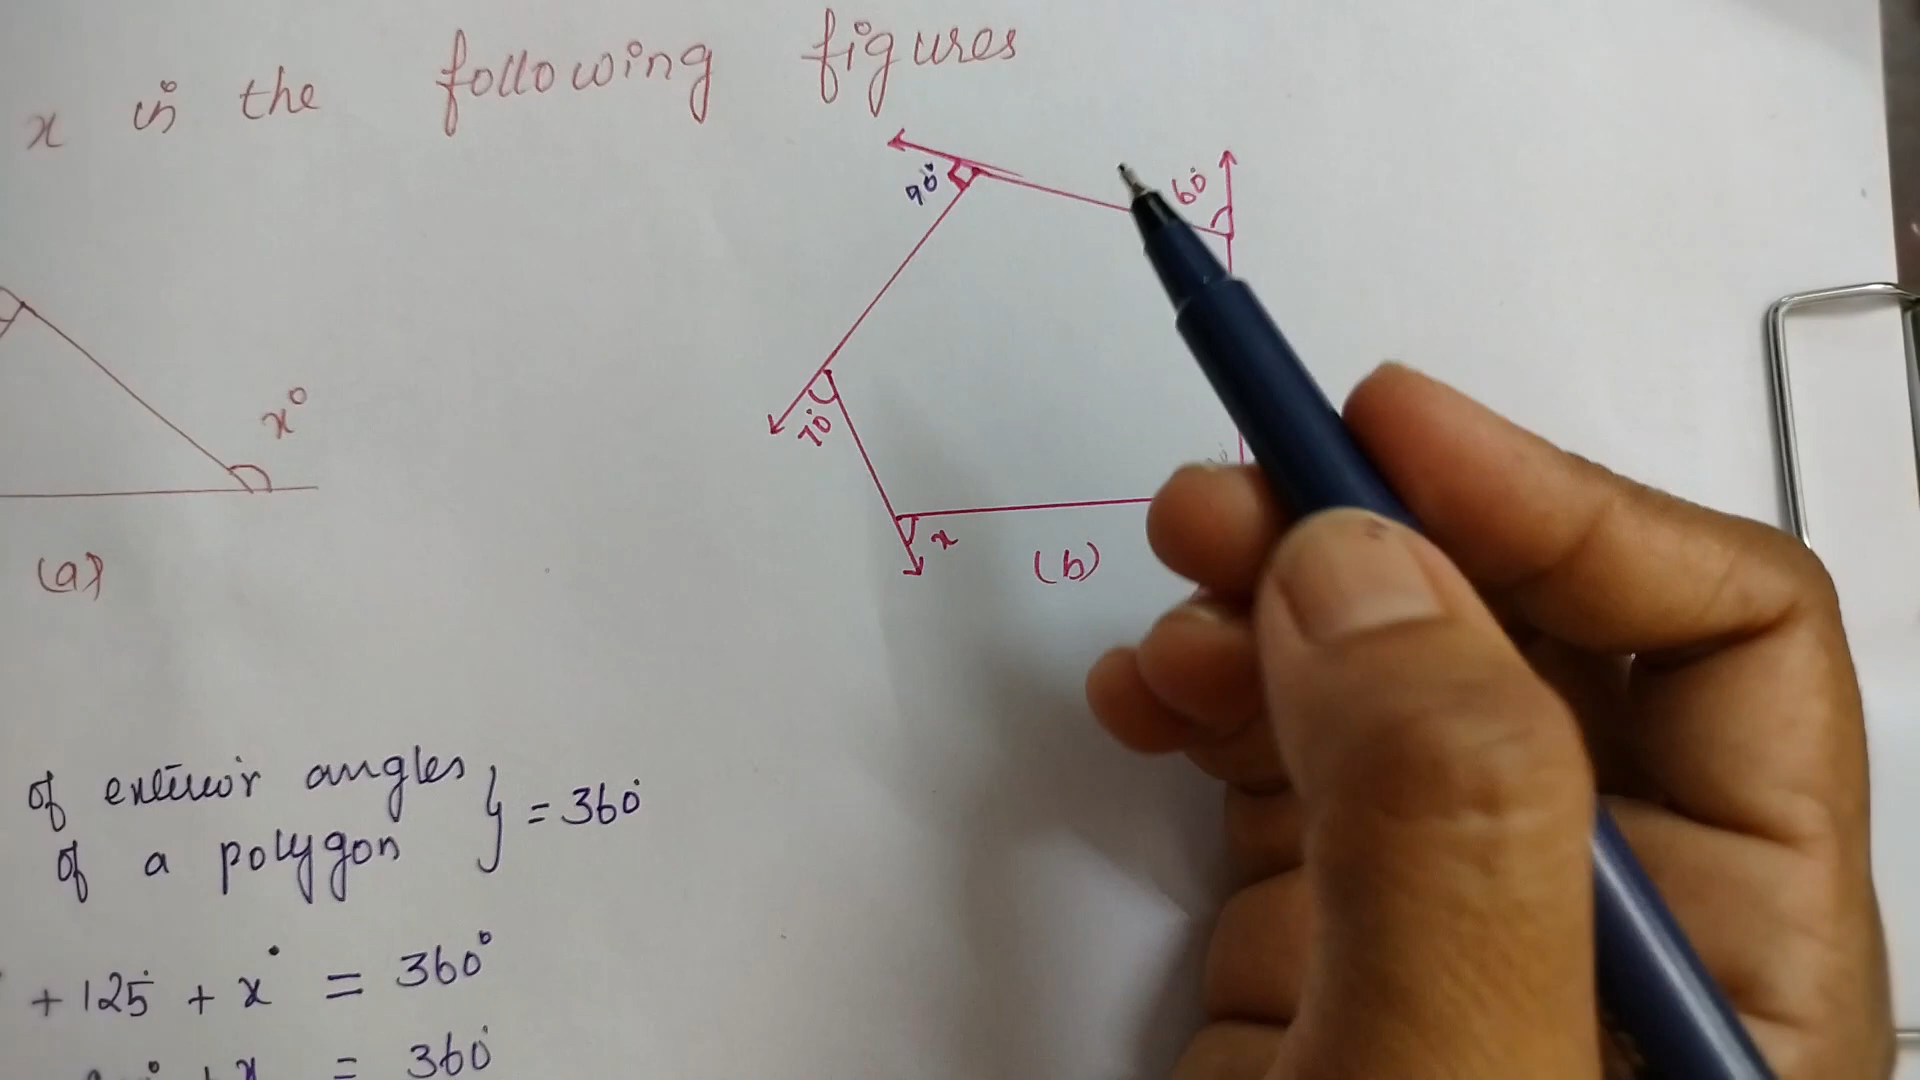 x in the following figures
90°
60°
70°
x°
x
(a)
(b)
of exterior angles
of a polygon } = 360°
+ 125° + x° = 360°
+ x = 360°